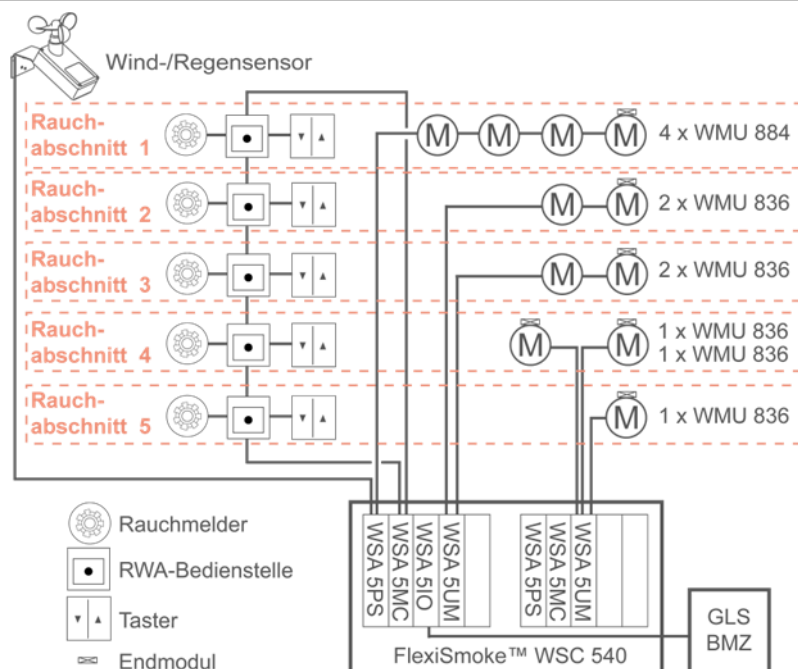 Wind-/Regensensor
Rauch-
abschnitt 1
M M M M
4 x WMU 884
Rauch-
abschnitt 2
M M
2 x WMU 836
Rauch-
abschnitt 3
M M
2 x WMU 836
Rauch-
abschnitt 4
M M
1 x WMU 836
1 x WMU 836
Rauch-
abschnitt 5
M
1 x WMU 836
Rauchmelder
RWA-Bedienstelle
Taster
Endmodul
WSA 5PS
WSA 5MC
WSA 5IO
WSA 5UM
WSA 5PS
WSA 5MC
WSA 5UM
FlexiSmoke™ WSC 540
GLS
BMZ